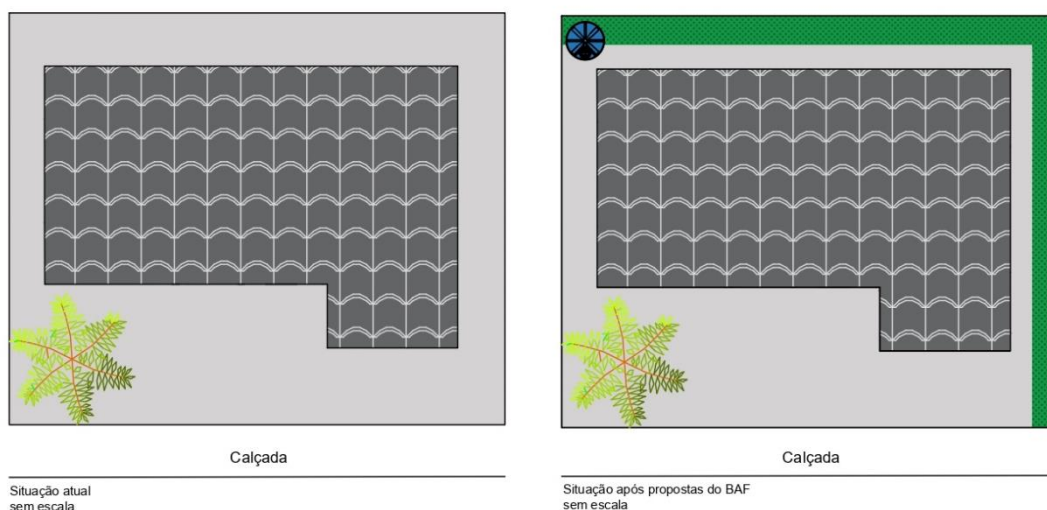 Calçada
Situação atual
sem escala
Calçada
Situação após propostas do BAF
sem escala